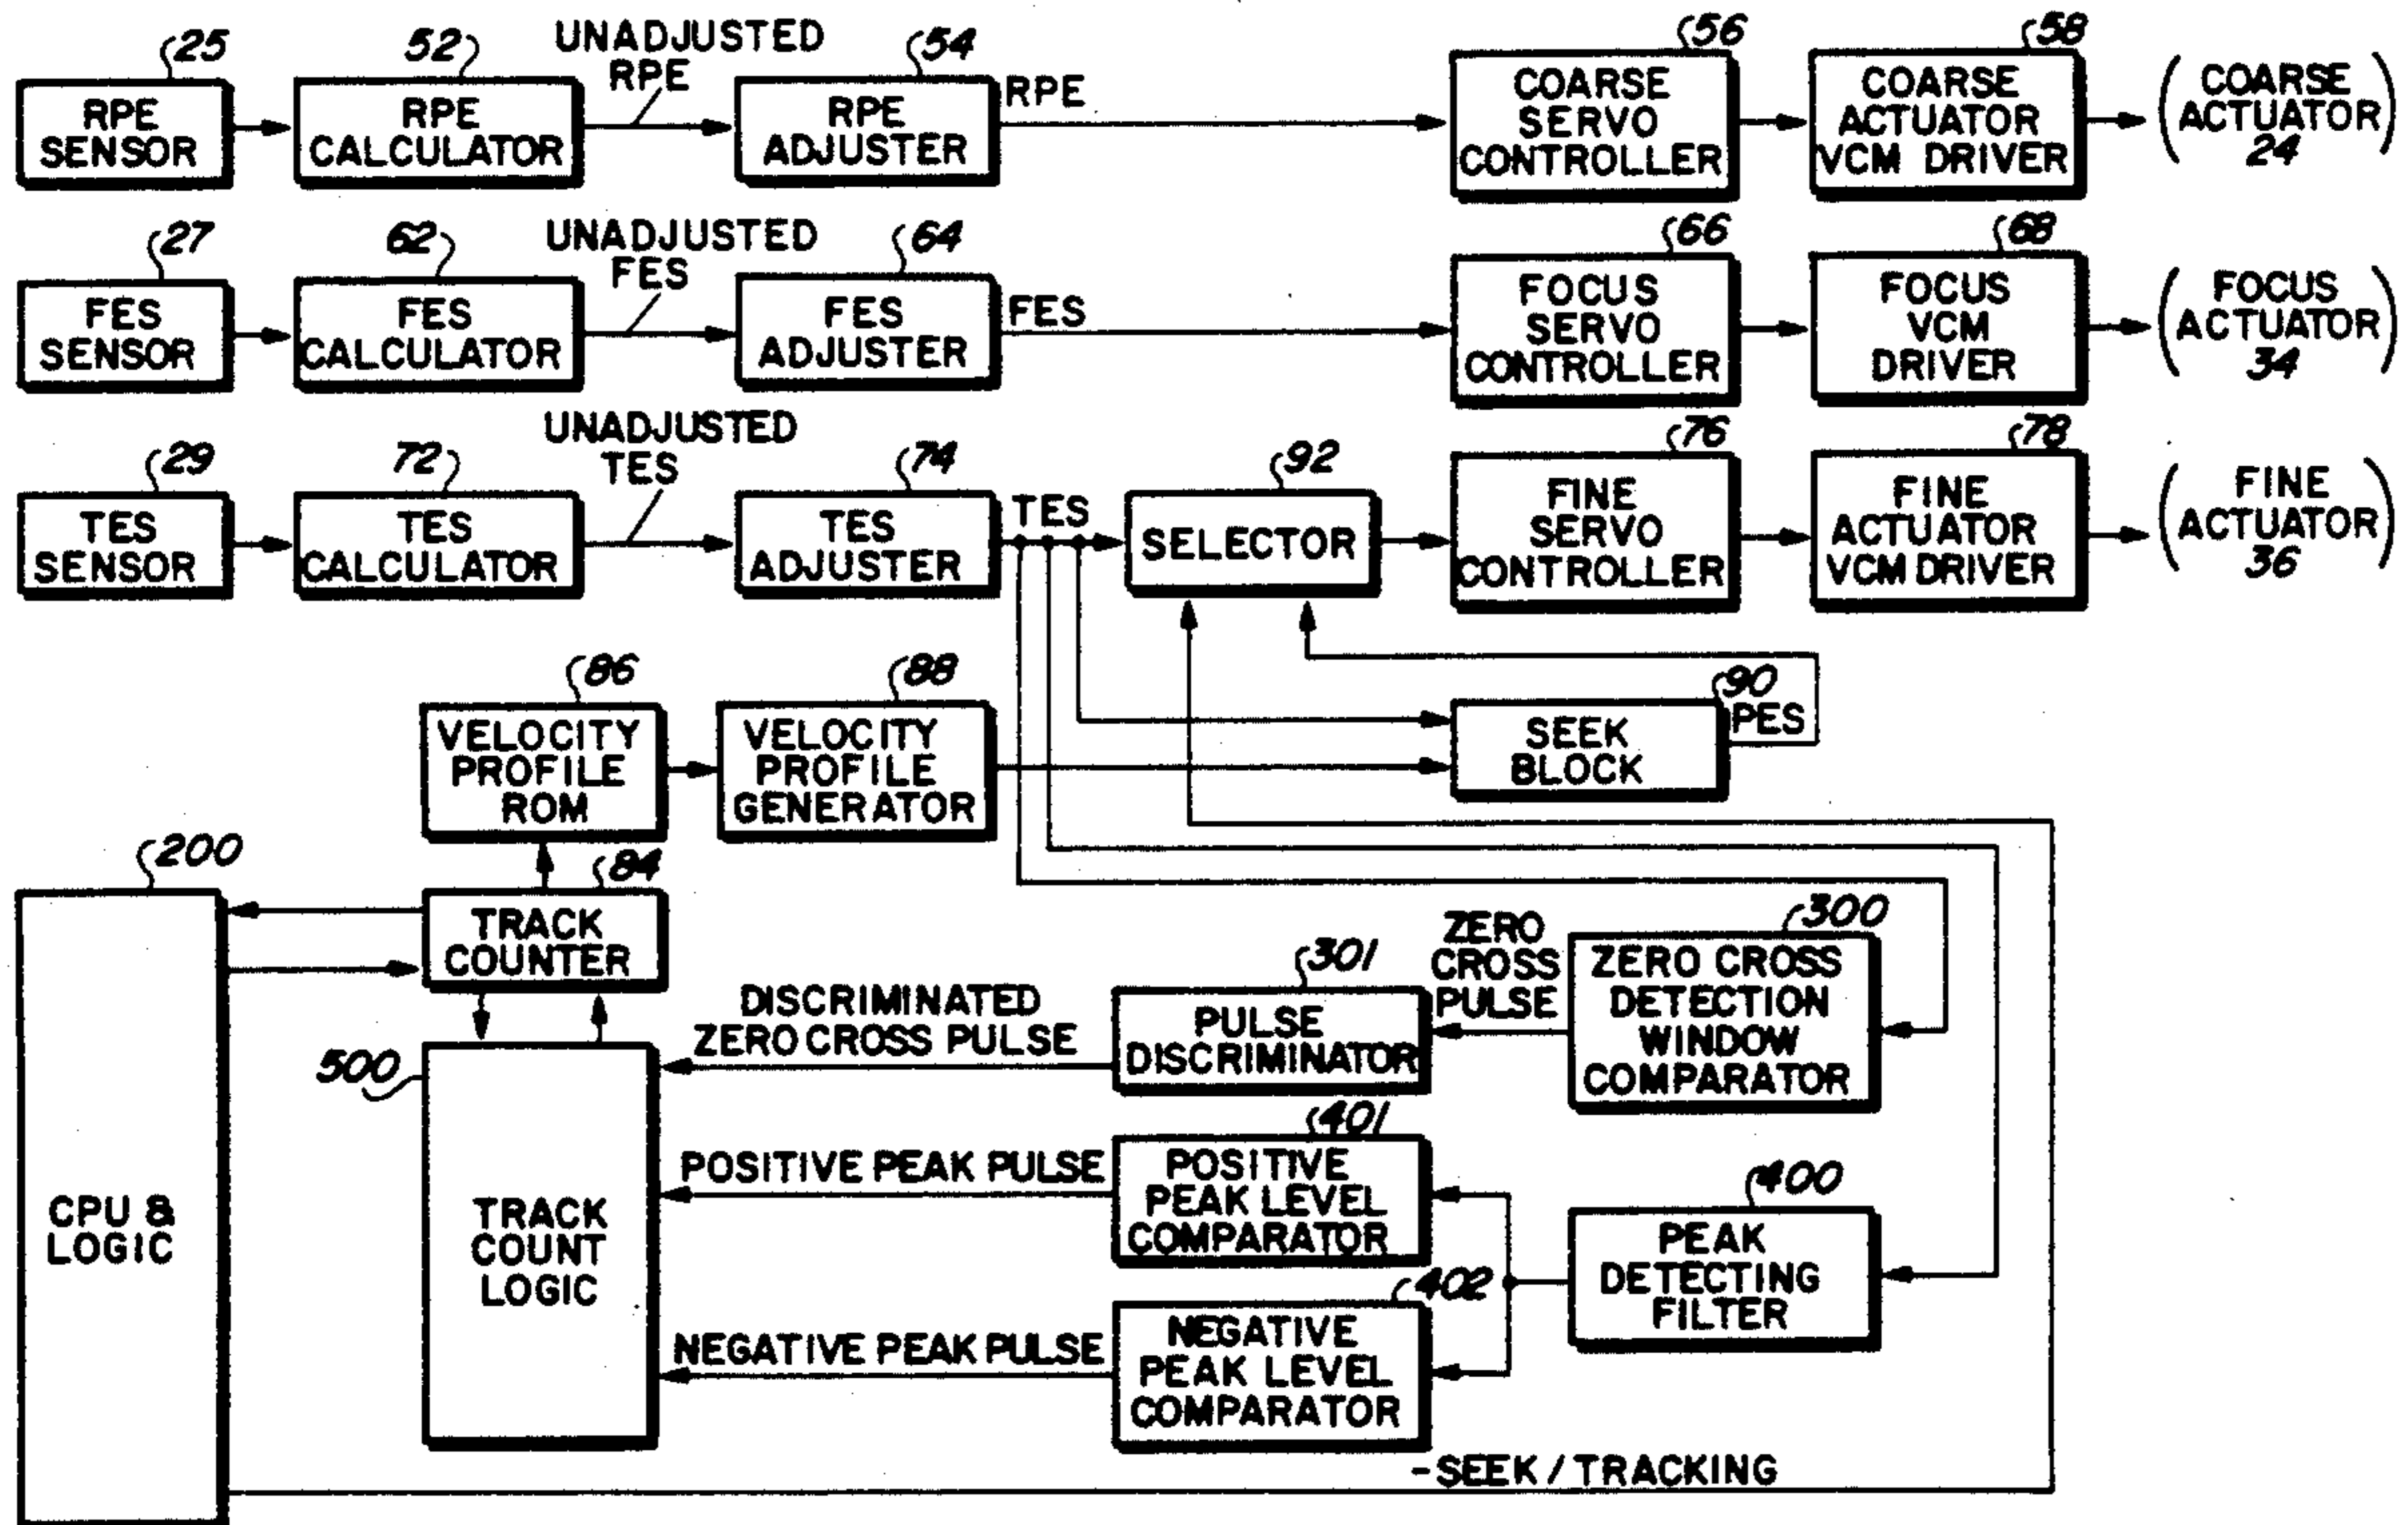 25
RPE
SENSOR
52
RPE
CALCULATOR
UNADJUSTED
RPE
54
RPE
ADJUSTER
RPE
56
COARSE
SERVO
CONTROLLER
58
COARSE
ACTUATOR
VCM DRIVER
(COARSE
ACTUATOR
24)
27
FES
SENSOR
62
FES
CALCULATOR
UNADJUSTED
FES
64
FES
ADJUSTER
FES
66
FOCUS
SERVO
CONTROLLER
68
FOCUS
VCM
DRIVER
(FOCUS
ACTUATOR
34)
29
TES
SENSOR
72
TES
CALCULATOR
UNADJUSTED
TES
74
TES
ADJUSTER
TES
92
SELECTOR
76
FINE
SERVO
CONTROLLER
78
FINE
ACTUATOR
VCM DRIVER
(FINE
ACTUATOR
36)
86
VELOCITY
PROFILE
ROM
88
VELOCITY
PROFILE
GENERATOR
90
PES
SEEK
BLOCK
200
CPU &
LOGIC
84
TRACK
COUNTER
500
TRACK
COUNT
LOGIC
DISCRIMINATED
ZERO CROSS PULSE
301
PULSE
DISCRIMINATOR
ZERO
CROSS
PULSE
300
ZERO CROSS
DETECTION
WINDOW
COMPARATOR
POSITIVE PEAK PULSE
401
POSITIVE
PEAK LEVEL
COMPARATOR
400
PEAK
DETECTING
FILTER
NEGATIVE PEAK PULSE
402
NEGATIVE
PEAK LEVEL
COMPARATOR
-SEEK / TRACKING